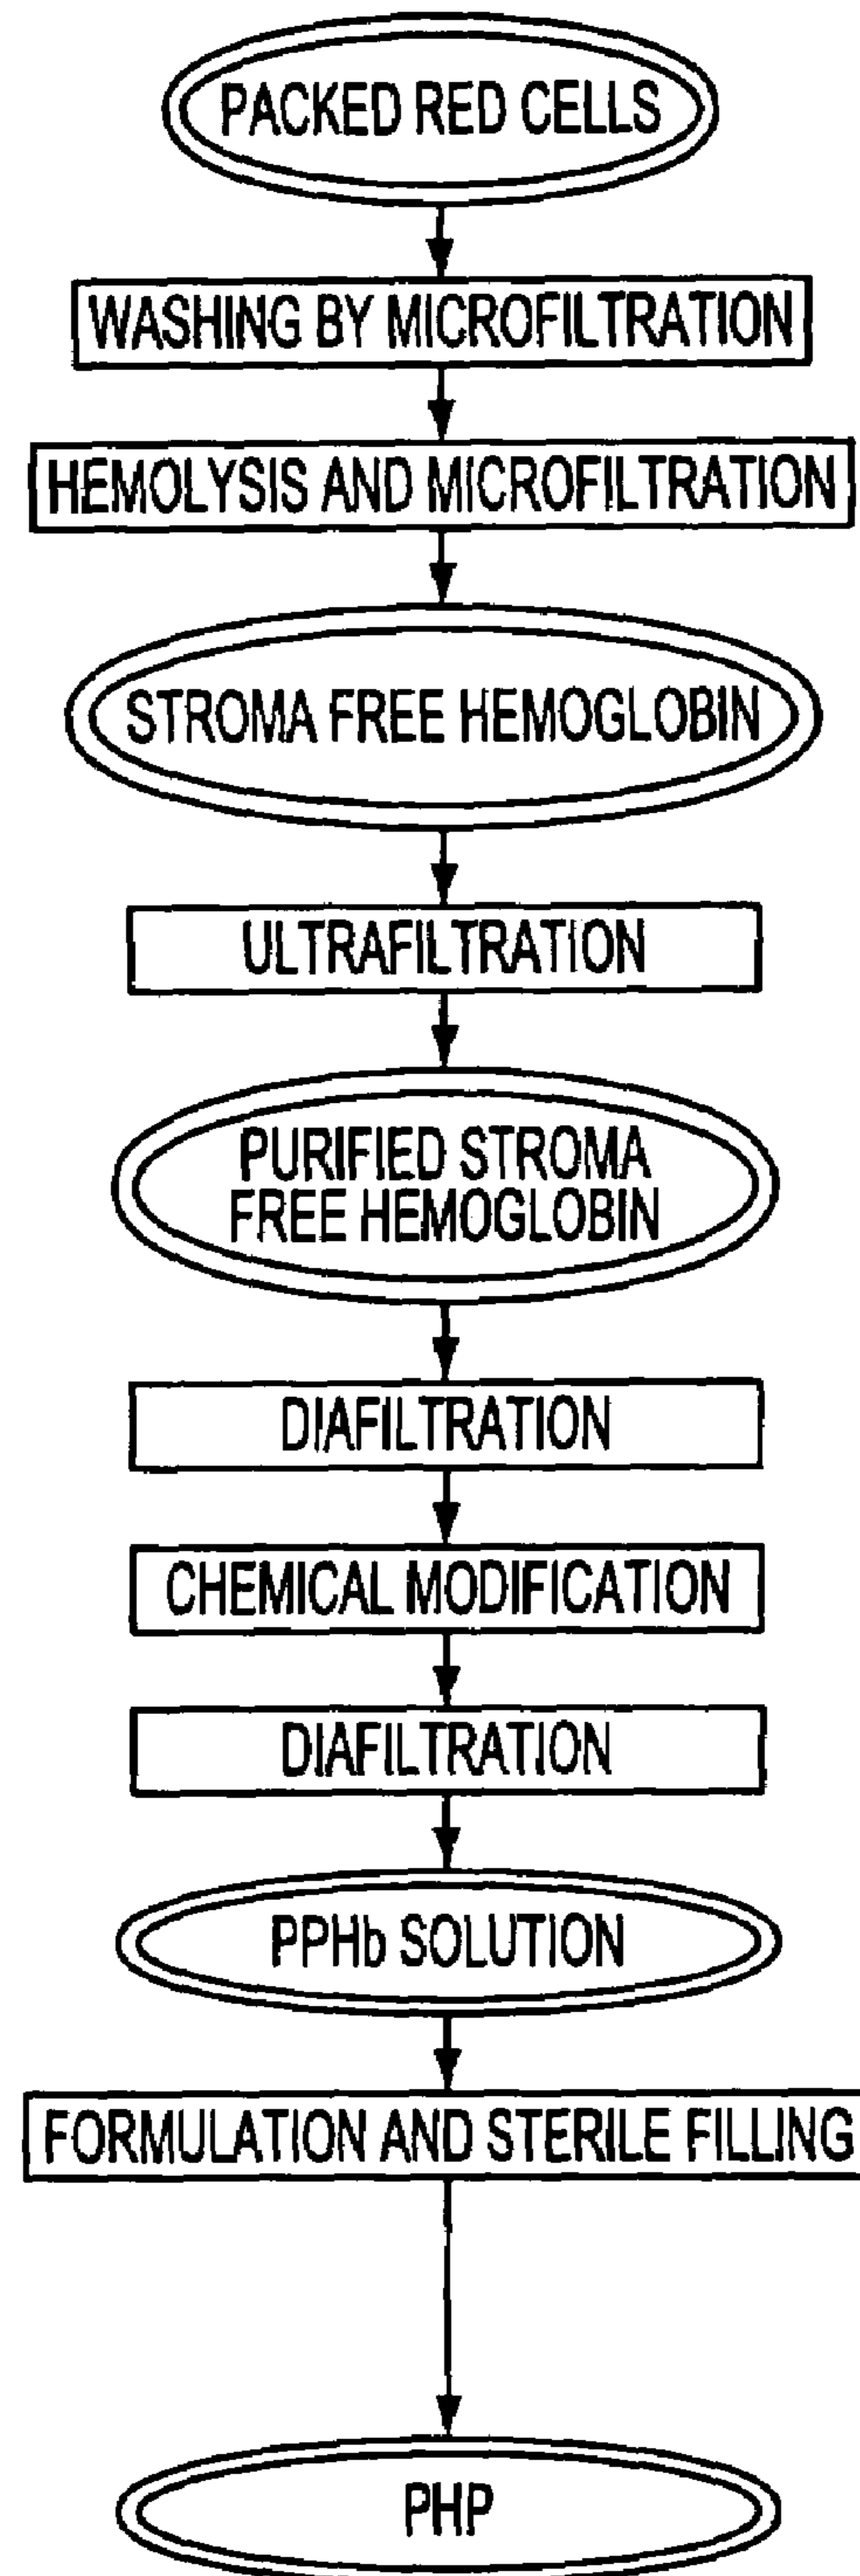 PACKED RED CELLS
WASHING BY MICROFILTRATION
HEMOLYSIS AND MICROFILTRATION
STROMA FREE HEMOGLOBIN
ULTRAFILTRATION
PURIFIED STROMA
FREE HEMOGLOBIN
DIAFILTRATION
CHEMICAL MODIFICATION
DIAFILTRATION
PPHb SOLUTION
FORMULATION AND STERILE FILLING
PHP